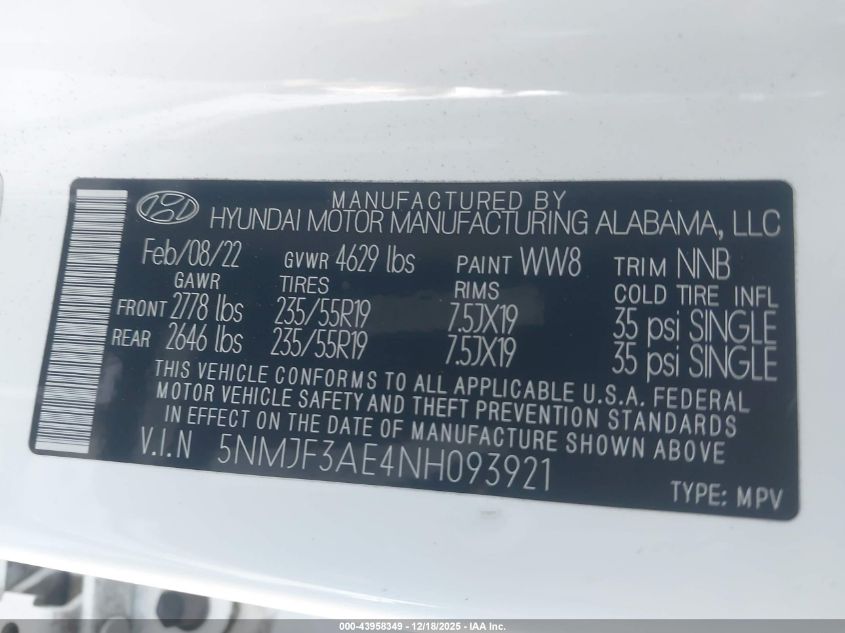 MANUFACTURED BY
HYUNDAI MOTOR MANUFACTURING ALABAMA, LLC
Feb/08/22 GVWR 4629 lbs PAINT WW8 TRIM NNB
GAWR TIRES RIMS COLD TIRE INFL
FRONT 2778 lbs 235/55R19 7.5JX19 35 psi SINGLE
REAR 2646 lbs 235/55R19 7.5JX19 35 psi SINGLE
THIS VEHICLE CONFORMS TO ALL APPLICABLE U.S.A. FEDERAL
MOTOR VEHICLE SAFETY AND THEFT PREVENTION STANDARDS
IN EFFECT ON THE DATE OF MANUFACTURE SHOWN ABOVE
V.I.N 5NMJF3AE4NH093921
TYPE: MPV
000-43958349 - 12/18/2025 - IAA Inc.